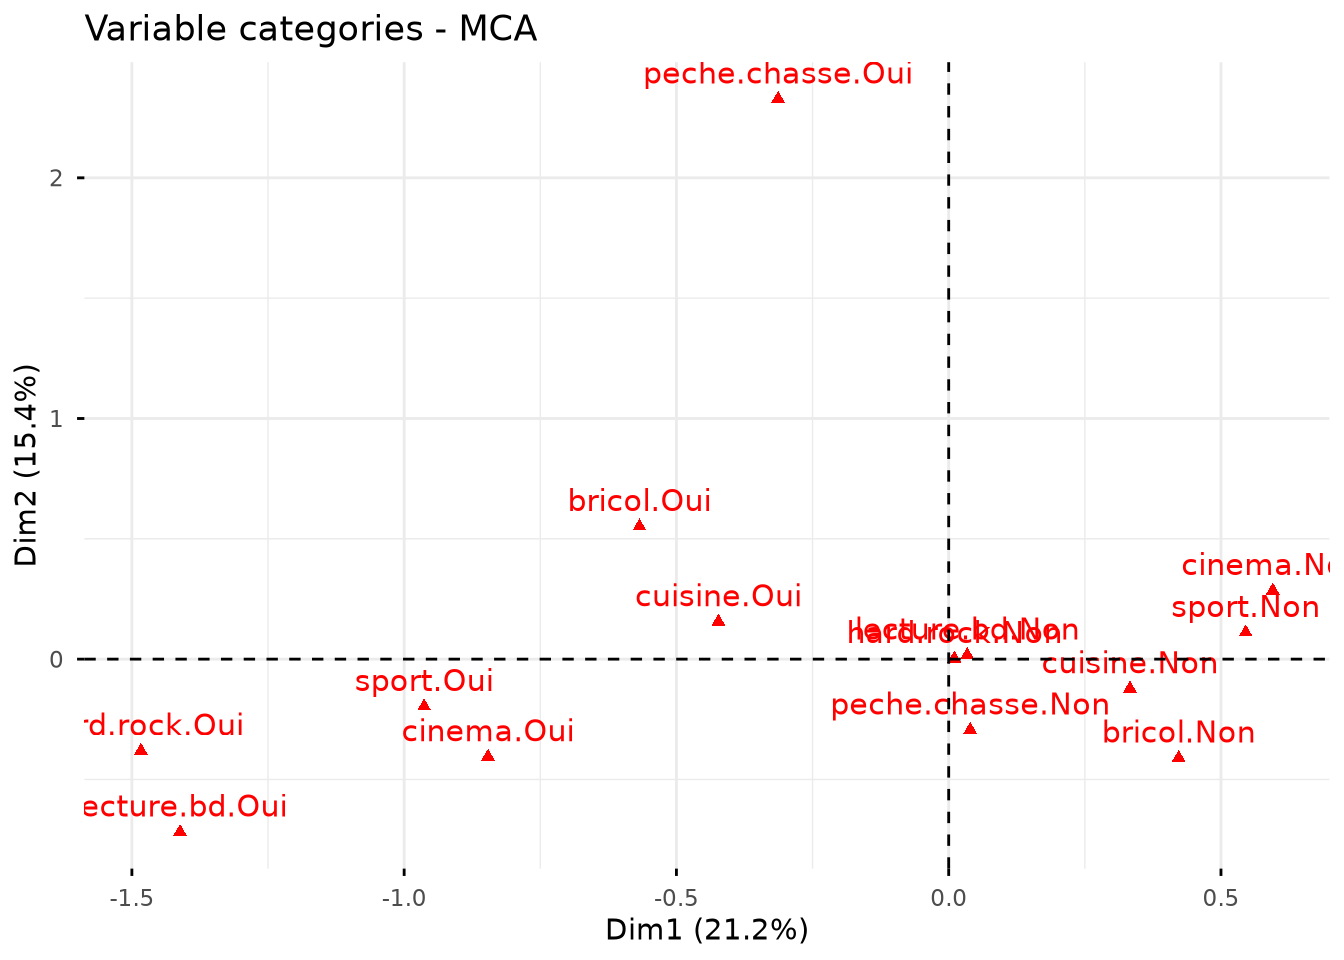 Variable categories - MCA
peche.chasse.Oui
2
Dim2 (15.4%)
1
bricol.Oui
cinema.No
cuisine.Oui
sport.Non
lecture.bd.Non
hard.rock.Non
0
cuisine.Non
sport.Oui
peche.chasse.Non
rd.rock.Oui
cinema.Oui
bricol.Non
ecture.bd.Oui
-1.5
-1.0
-0.5
0.0
0.5
Dim1 (21.2%)